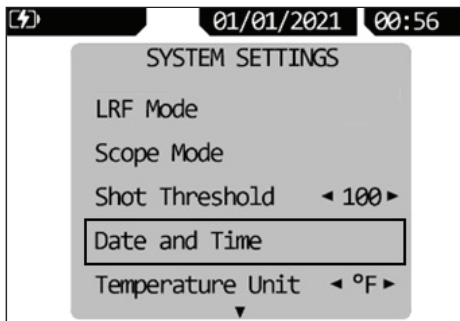 01/01/2021 00:56
SYSTEM SETTINGS
LRF Mode
Scope Mode
Shot Threshold ◄ 100 ►
Date and Time
Temperature Unit ◄ °F ►
▼